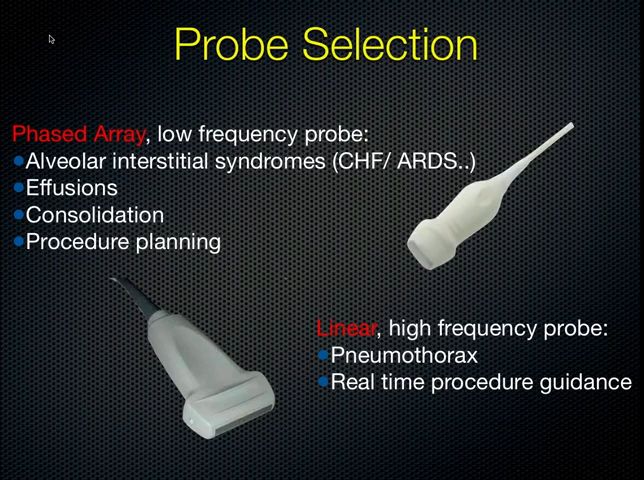 Probe Selection
Phased Array, low frequency probe:
●Alveolar interstitial syndromes (CHF/ ARDS..)
●Effusions
●Consolidation
●Procedure planning
Linear, high frequency probe:
●Pneumothorax
●Real time procedure guidance